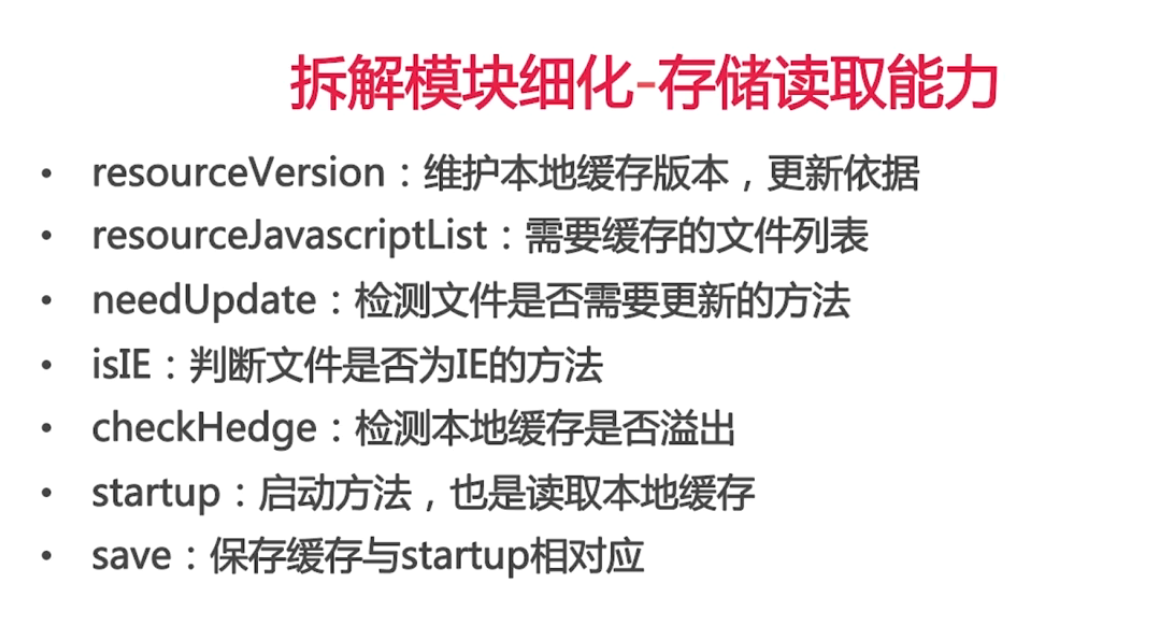 拆解模块细化-存储读取能力
• resourceVersion：维护本地缓存版本，更新依据
• resourceJavascriptList：需要缓存的文件列表
• needUpdate：检测文件是否需要更新的方法
• isIE：判断文件是否为IE的方法
• checkHedge：检测本地缓存是否溢出
• startup：启动方法，也是读取本地缓存
• save：保存缓存与startup相对应